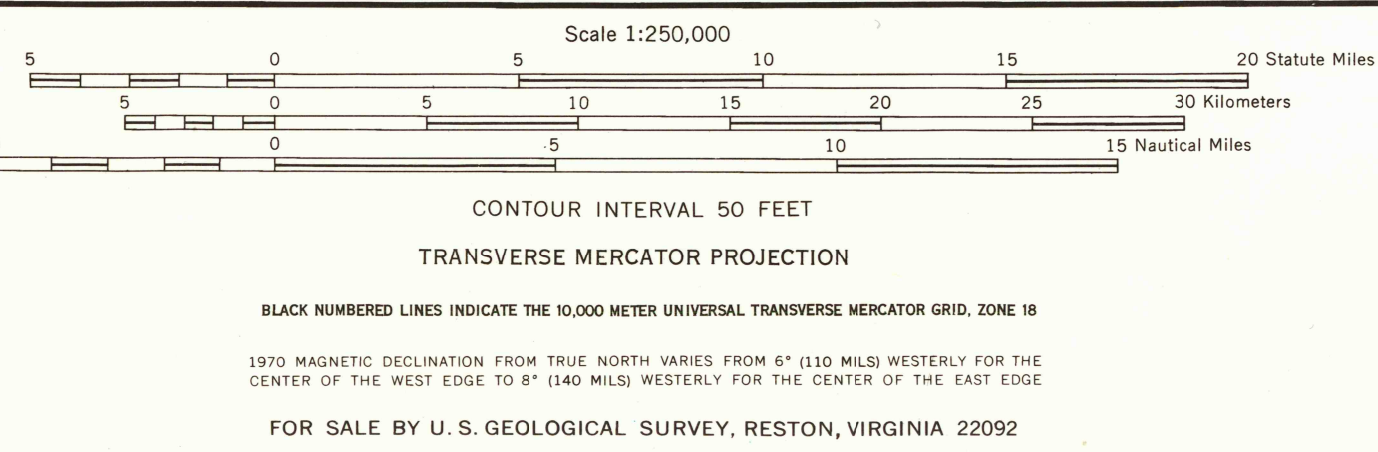 Scale 1:250,000
5 0 5 10 15 20 Statute Miles
5 0 5 10 15 20 25 30 Kilometers
0 5 10 15 Nautical Miles
CONTOUR INTERVAL 50 FEET
TRANSVERSE MERCATOR PROJECTION
BLACK NUMBERED LINES INDICATE THE 10,000 METER UNIVERSAL TRANSVERSE MERCATOR GRID, ZONE 18
1970 MAGNETIC DECLINATION FROM TRUE NORTH VARIES FROM 6° (110 MILS) WESTERLY FOR THE
CENTER OF THE WEST EDGE TO 8° (140 MILS) WESTERLY FOR THE CENTER OF THE EAST EDGE
FOR SALE BY U. S. GEOLOGICAL SURVEY, RESTON, VIRGINIA 22092